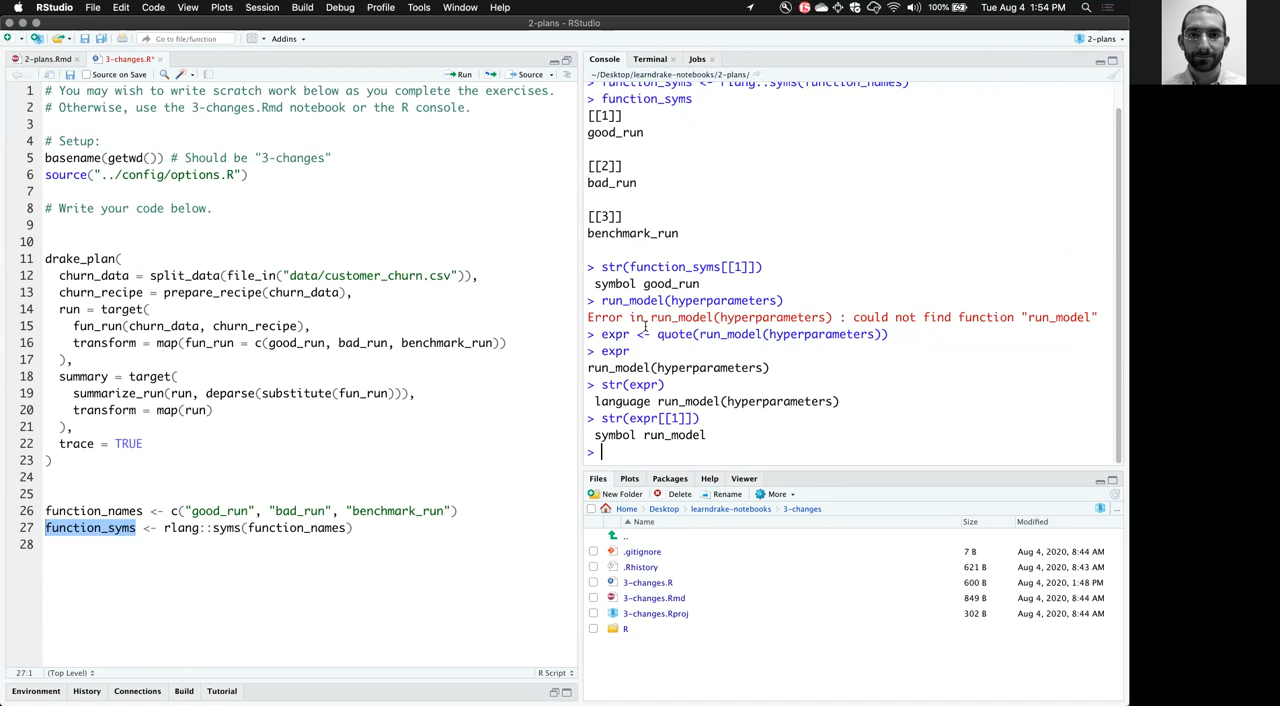 RStudio File Edit Code View Plots Session Build Debug Profile Tools Window Help 100% Tue Aug 4 1:54 PM
2-plans - RStudio
Go to file/function Addins 2-plans
2-plans.Rmd × 3-changes.R* ×
Source on Save Run Source
1 # You may wish to write scratch work below as you complete the exercises.
2 # Otherwise, use the 3-changes.Rmd notebook or the R console.
3
4 # Setup:
5 basename(getwd()) # Should be "3-changes"
6 source("../config/options.R")
7
8 # Write your code below.
9
10
11 drake_plan(
12 churn_data = split_data(file_in("data/customer_churn.csv")),
13 churn_recipe = prepare_recipe(churn_data),
14 run = target(
15 fun_run(churn_data, churn_recipe),
16 transform = map(fun_run = c(good_run, bad_run, benchmark_run))
17 ),
18 summary = target(
19 summarize_run(run, deparse(substitute(fun_run))),
20 transform = map(run)
21 ),
22 trace = TRUE
23 )
24
25
26 function_names <- c("good_run", "bad_run", "benchmark_run")
27 function_syms <- rlang::syms(function_names)
28
27:1 (Top Level) R Script
Environment History Connections Build Tutorial
Console Terminal × Jobs ×
~/Desktop/learndrake-notebooks/2-plans/
> function_syms <- rlang::syms(function_names)
> function_syms
[[1]]
good_run
[[2]]
bad_run
[[3]]
benchmark_run
> str(function_syms[[1]])
symbol good_run
> run_model(hyperparameters)
Error in run_model(hyperparameters) : could not find function "run_model"
> expr <- quote(run_model(hyperparameters))
> expr
run_model(hyperparameters)
> str(expr)
language run_model(hyperparameters)
> str(expr[[1]])
symbol run_model
>
Files Plots Packages Help Viewer
New Folder Delete Rename More
Home Desktop learndrake-notebooks 3-changes ...
Name Size Modified
..
.gitignore 7 B Aug 4, 2020, 8:44 AM
.Rhistory 621 B Aug 4, 2020, 8:43 AM
3-changes.R 600 B Aug 4, 2020, 1:48 PM
3-changes.Rmd 849 B Aug 4, 2020, 8:44 AM
3-changes.Rproj 302 B Aug 4, 2020, 8:44 AM
R